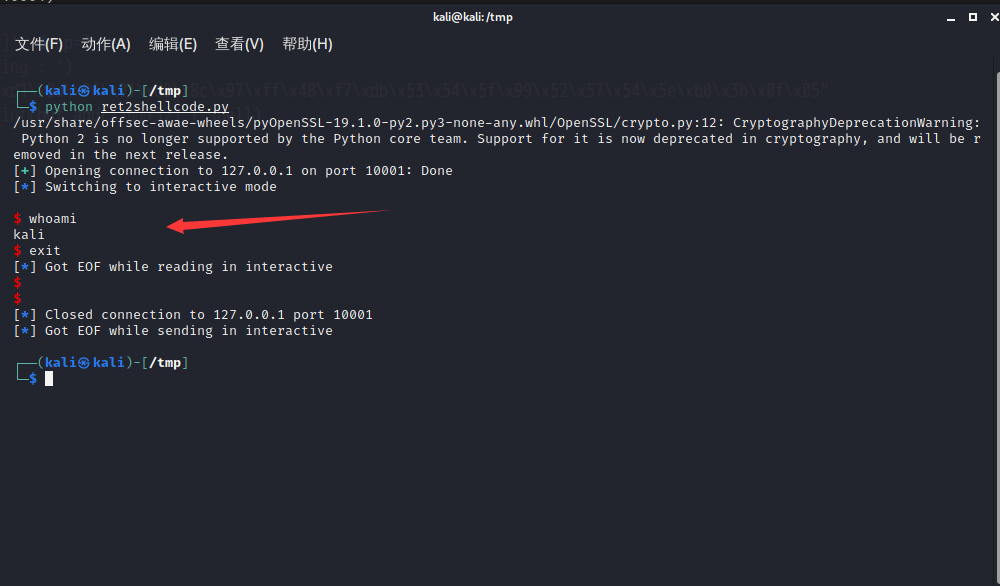 kali@kali: /tmp
文件(F) 动作(A) 编辑(E) 查看(V) 帮助(H)
┌──(kali㉿kali)-[/tmp]
└─$ python ret2shellcode.py
/usr/share/offsec-awae-wheels/pyOpenSSL-19.1.0-py2.py3-none-any.whl/OpenSSL/crypto.py:12: CryptographyDeprecationWarning:
Python 2 is no longer supported by the Python core team. Support for it is now deprecated in cryptography, and will be r
emoved in the next release.
[+] Opening connection to 127.0.0.1 on port 10001: Done
[*] Switching to interactive mode
$ whoami
kali
$ exit
[*] Got EOF while reading in interactive
$
$
[*] Closed connection to 127.0.0.1 port 10001
[*] Got EOF while sending in interactive
┌──(kali㉿kali)-[/tmp]
└─$